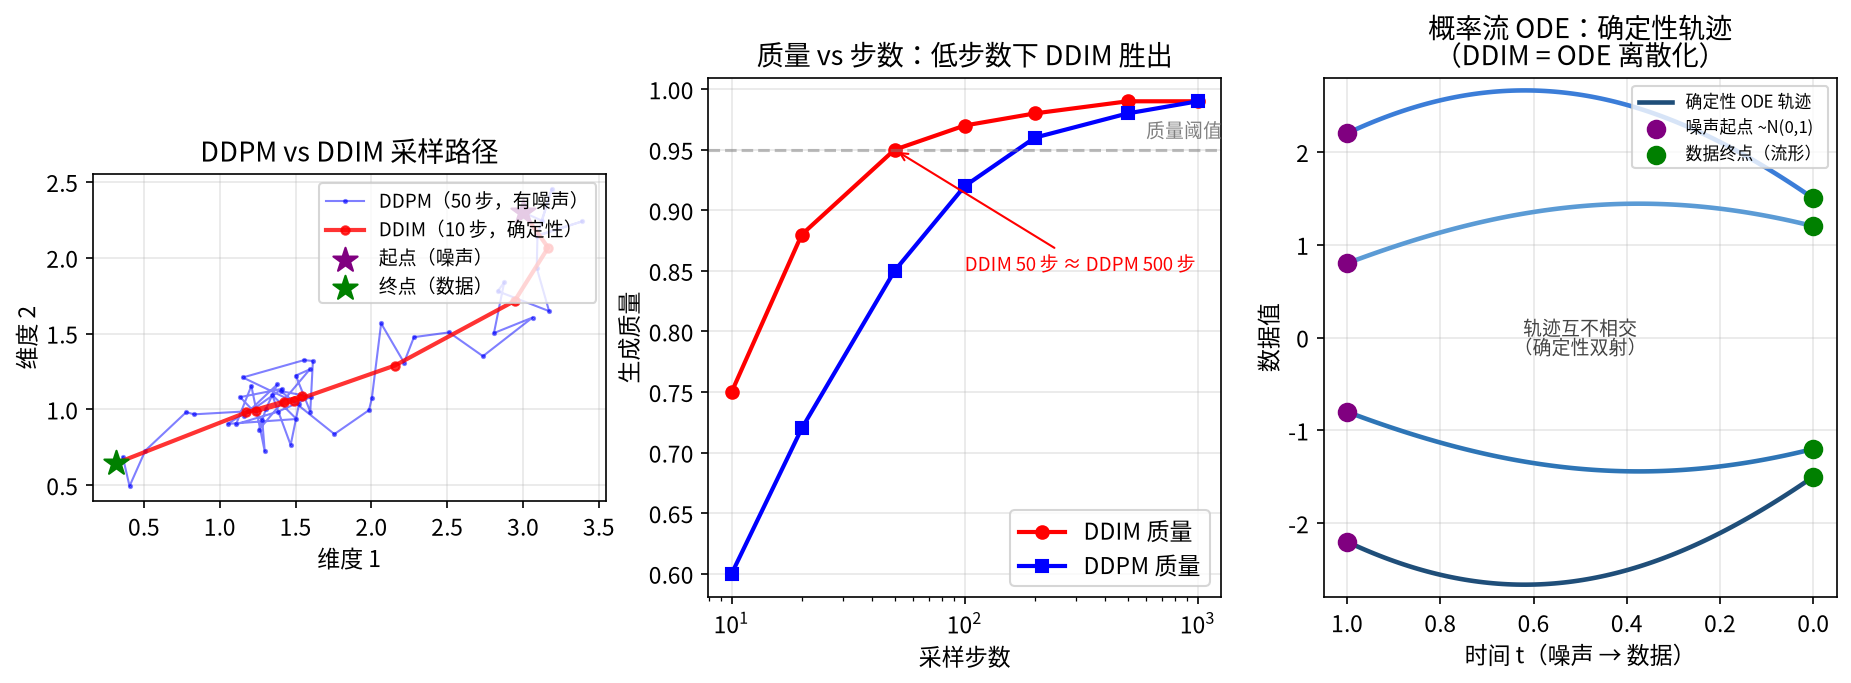 DDPM vs DDIM 采样路径
2.5
2.0
1.5
1.0
0.5
维度 2
DDPM（50 步，有噪声）
DDIM（10 步，确定性）
起点（噪声）
终点（数据）
0.5 1.0 1.5 2.0 2.5 3.0 3.5
维度 1
质量 vs 步数：低步数下 DDIM 胜出
1.00
0.95
0.90
0.85
0.80
0.75
0.70
0.65
0.60
生成质量
质量阈值
DDIM 50 步 ≈ DDPM 500 步
DDIM 质量
DDPM 质量
10¹ 10² 10³
采样步数
概率流 ODE：确定性轨迹
（DDIM = ODE 离散化）
2
1
0
-1
-2
数据值
确定性 ODE 轨迹
噪声起点 ~N(0,1)
数据终点（流形）
轨迹互不相交
（确定性双射）
1.0 0.8 0.6 0.4 0.2 0.0
时间 t（噪声 → 数据）